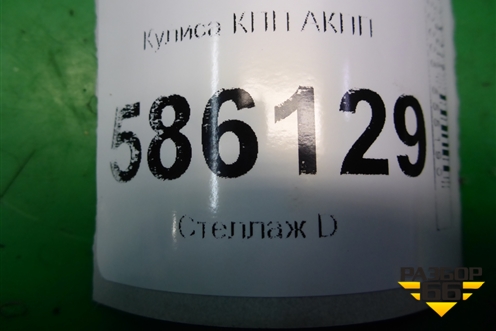 Кулиса КПП АКПП
586129
Стеллаж D
РАЗБОР
66